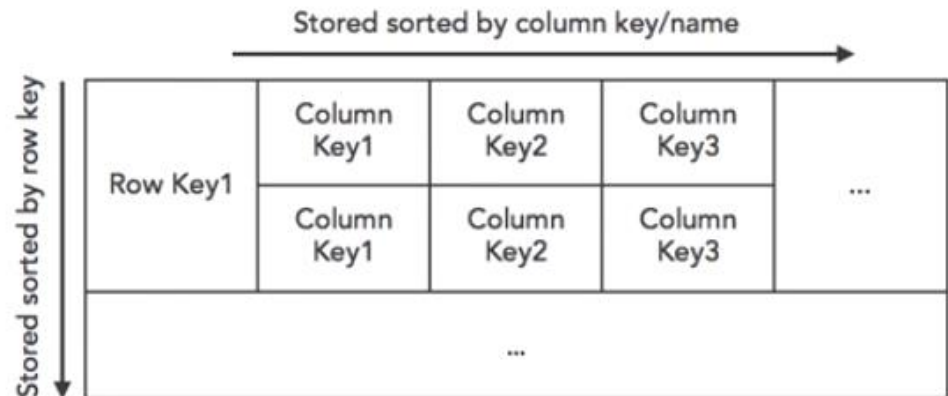 Stored sorted by column key/name
Stored sorted by row key
Row Key1
Column
Key1
Column
Key2
Column
Key3
...
Column
Key1
Column
Key2
Column
Key3
...